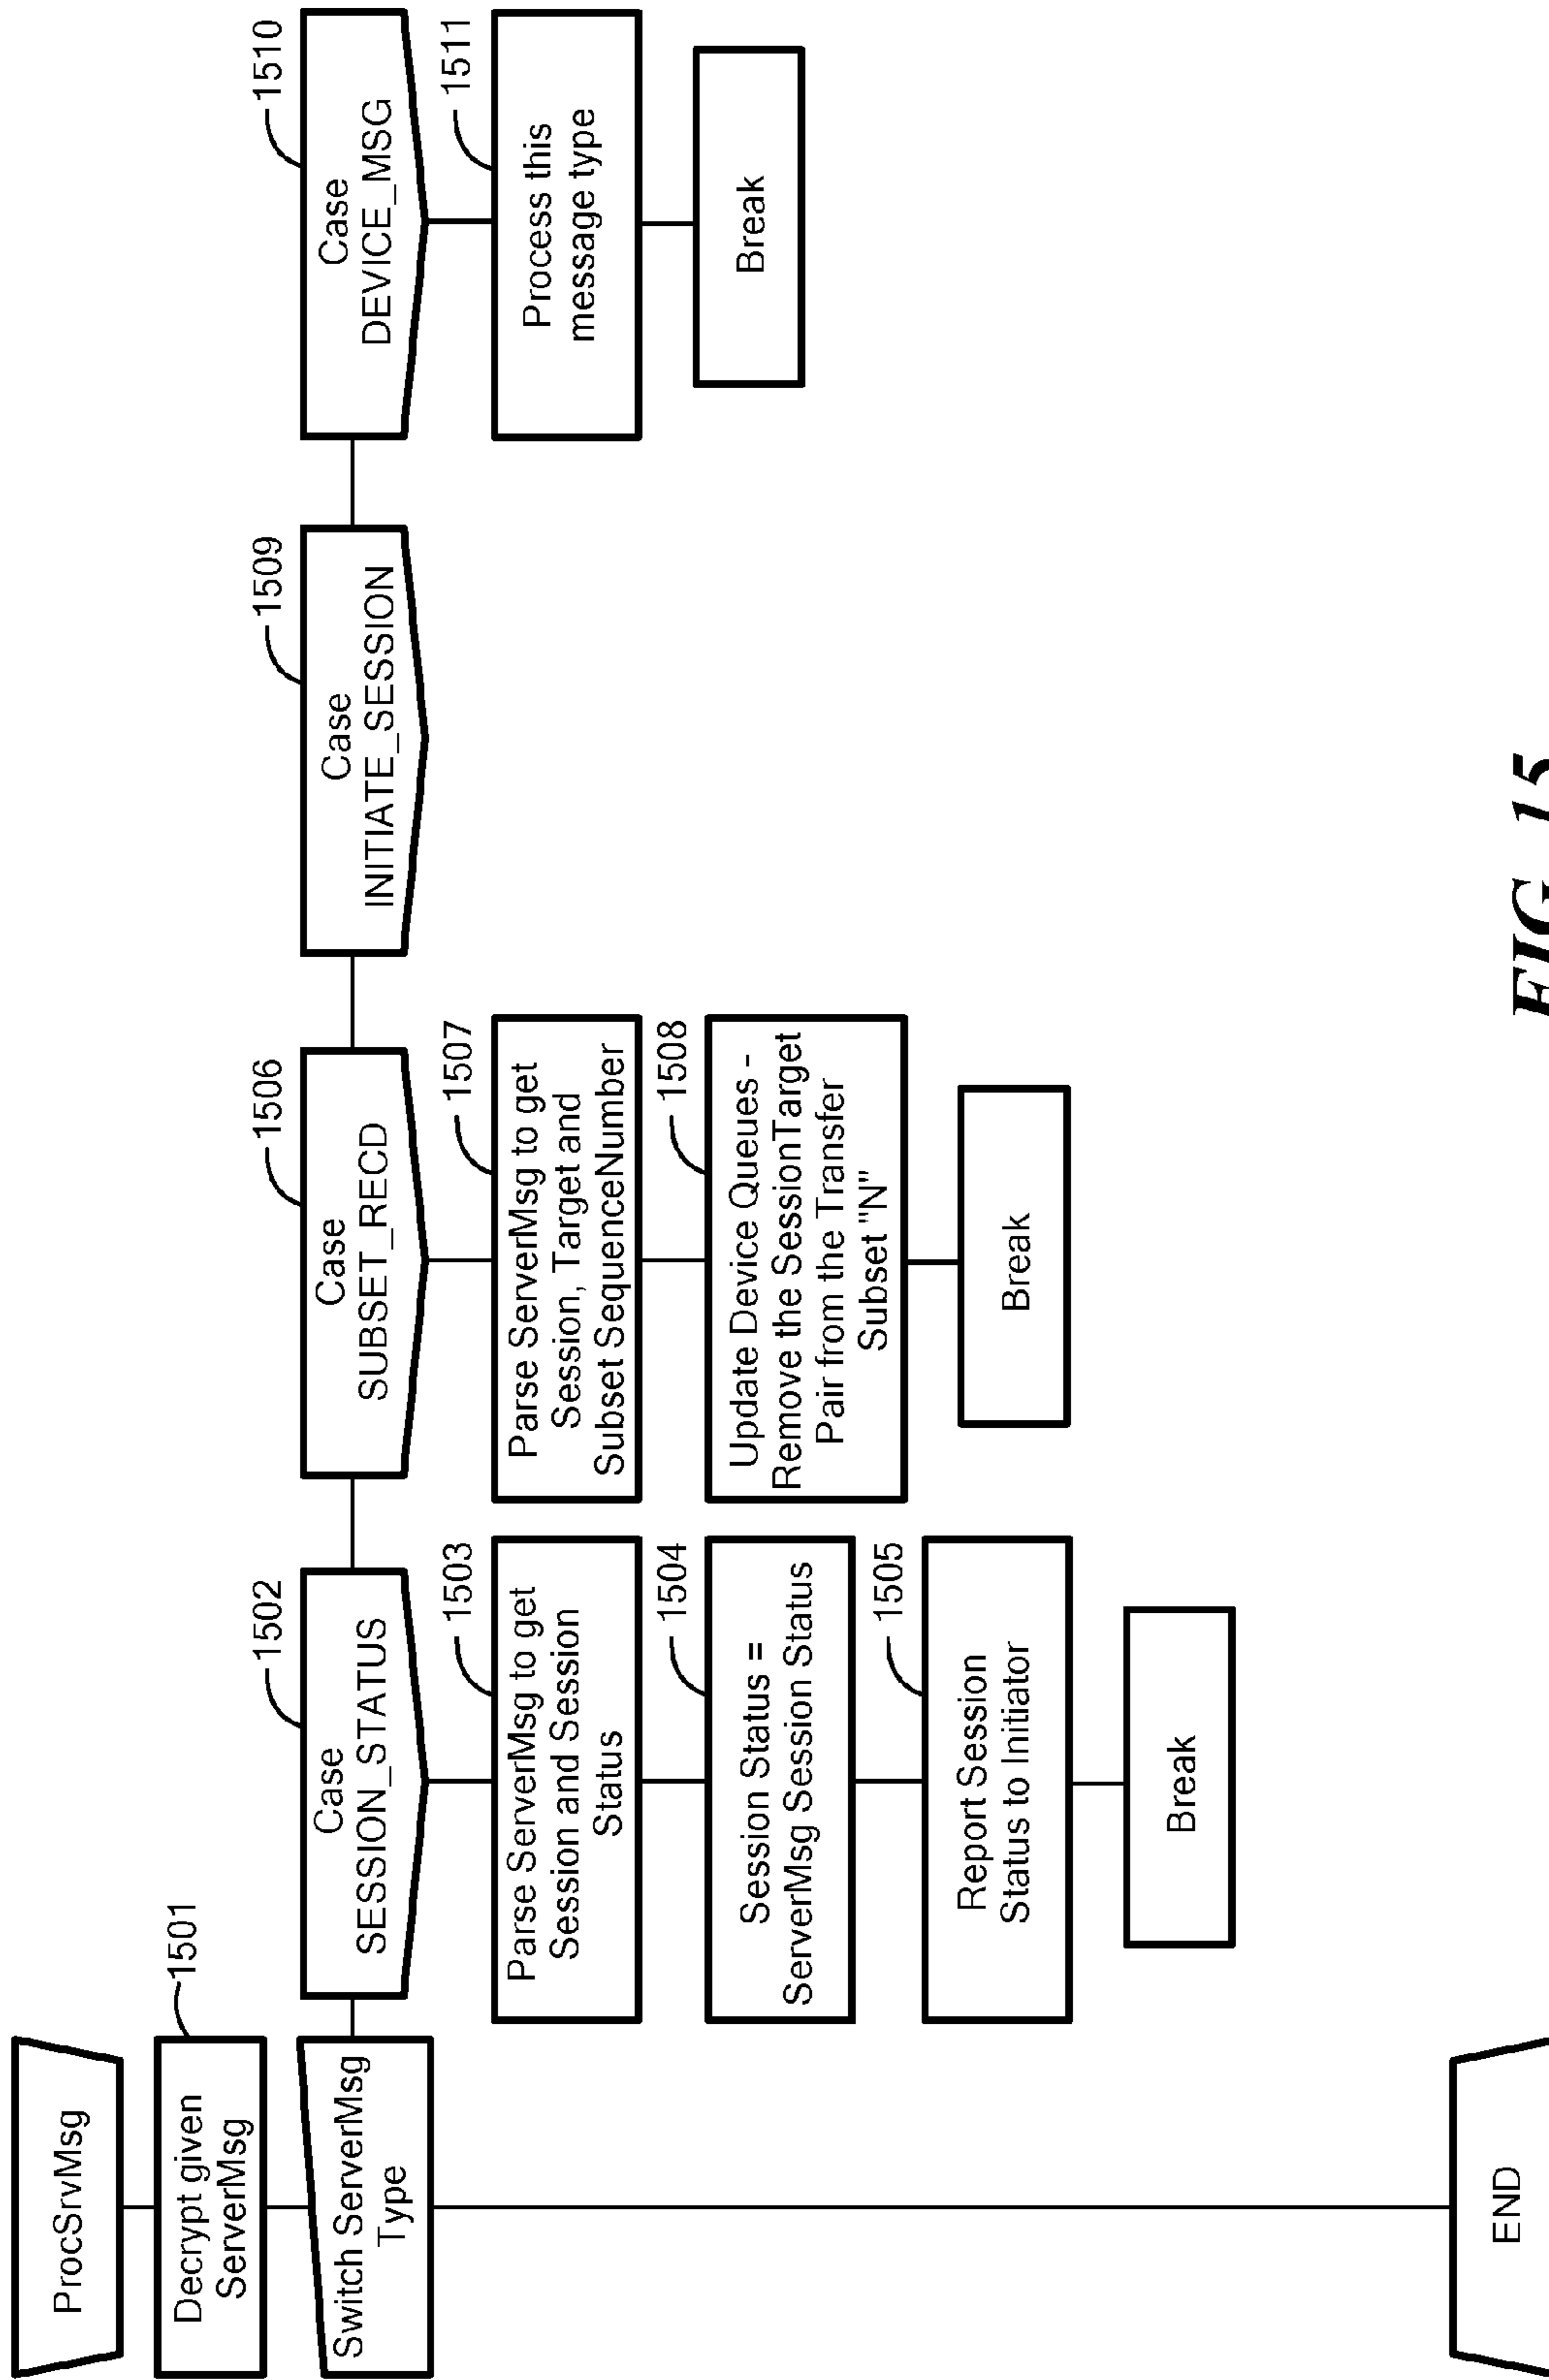 ProcSrvMsg
1501
Decrypt given
ServerMsg
Switch ServerMsg
Type
1502
Case
SESSION_STATUS
1503
Parse ServerMsg to get
Session and Session
Status
1504
Session Status =
ServerMsg Session Status
1505
Report Session
Status to Initiator
Break
1506
Case
SUBSET_RECD
1507
Parse ServerMsg to get
Session, Target and
Subset SequenceNumber
1508
Update Device Queues -
Remove the SessionTarget
Pair from the Transfer
Subset "N"
Break
1509
Case
INITIATE_SESSION
1510
Case
DEVICE_MSG
1511
Process this
message type
Break
END
FIG. 15